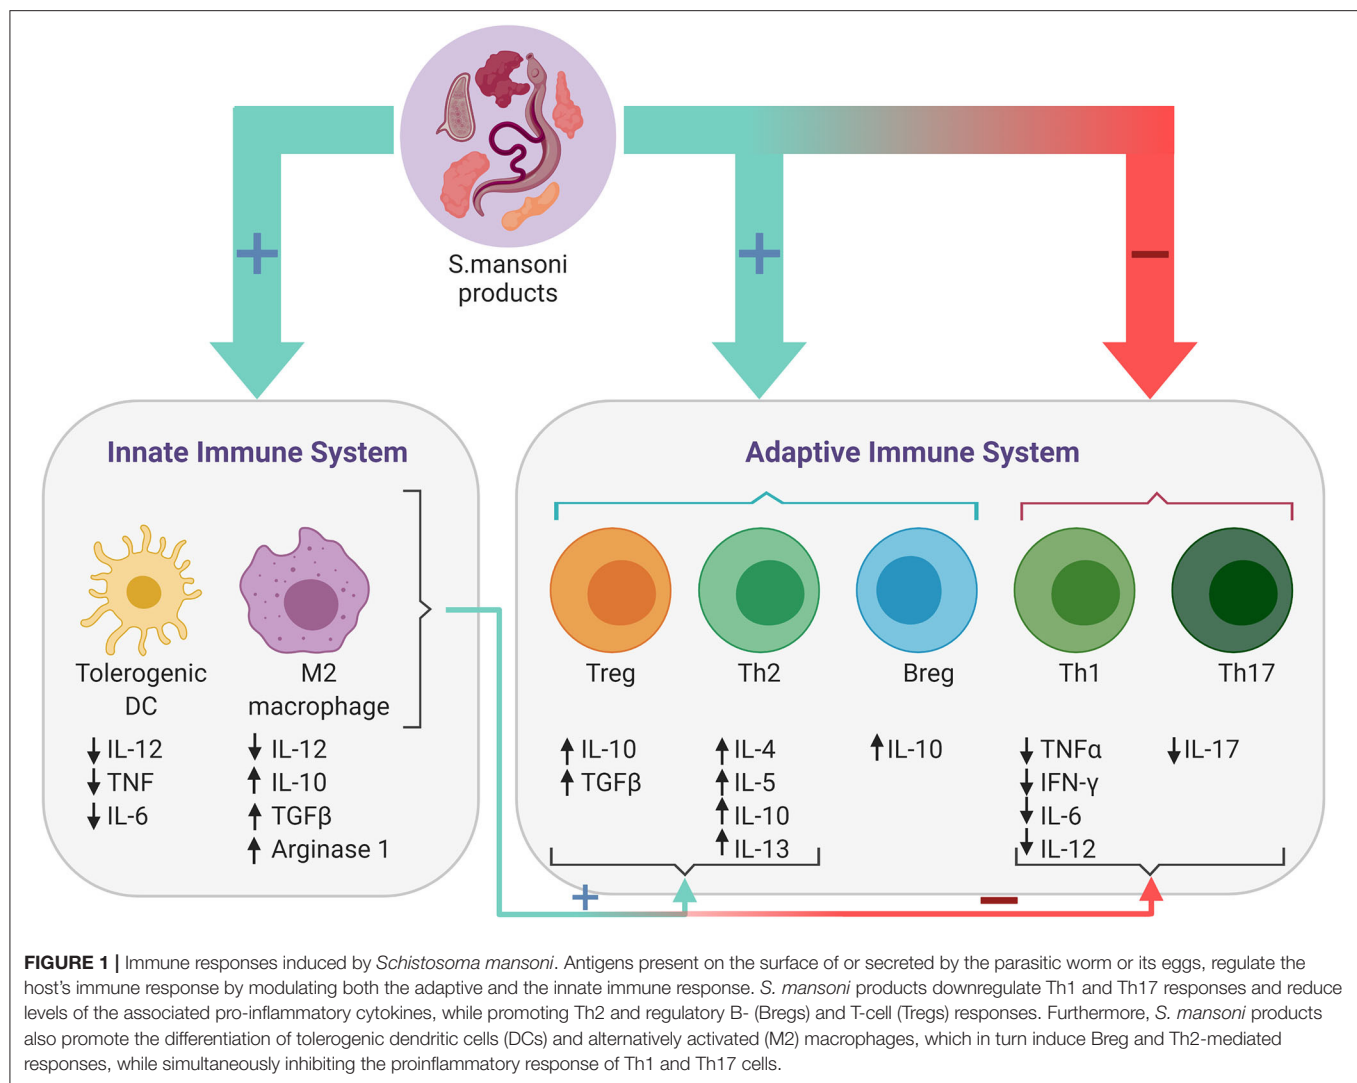 S.mansoni
products
+
+
−
Innate Immune System
Adaptive Immune System
Tolerogenic
DC
↓ IL-12
↓ TNF
↓ IL-6
M2
macrophage
↓ IL-12
↑ IL-10
↑ TGFβ
↑ Arginase 1
Treg
↑ IL-10
↑ TGFβ
Th2
↑ IL-4
↑ IL-5
↑ IL-10
↑ IL-13
Breg
↑ IL-10
Th1
↓ TNFα
↓ IFN-γ
↓ IL-6
↓ IL-12
Th17
↓ IL-17
+
−
FIGURE 1 | Immune responses induced by Schistosoma mansoni. Antigens present on the surface of or secreted by the parasitic worm or its eggs, regulate the
host's immune response by modulating both the adaptive and the innate immune response. S. mansoni products downregulate Th1 and Th17 responses and reduce
levels of the associated pro-inflammatory cytokines, while promoting Th2 and regulatory B- (Bregs) and T-cell (Tregs) responses. Furthermore, S. mansoni products
also promote the differentiation of tolerogenic dendritic cells (DCs) and alternatively activated (M2) macrophages, which in turn induce Breg and Th2-mediated
responses, while simultaneously inhibiting the proinflammatory response of Th1 and Th17 cells.